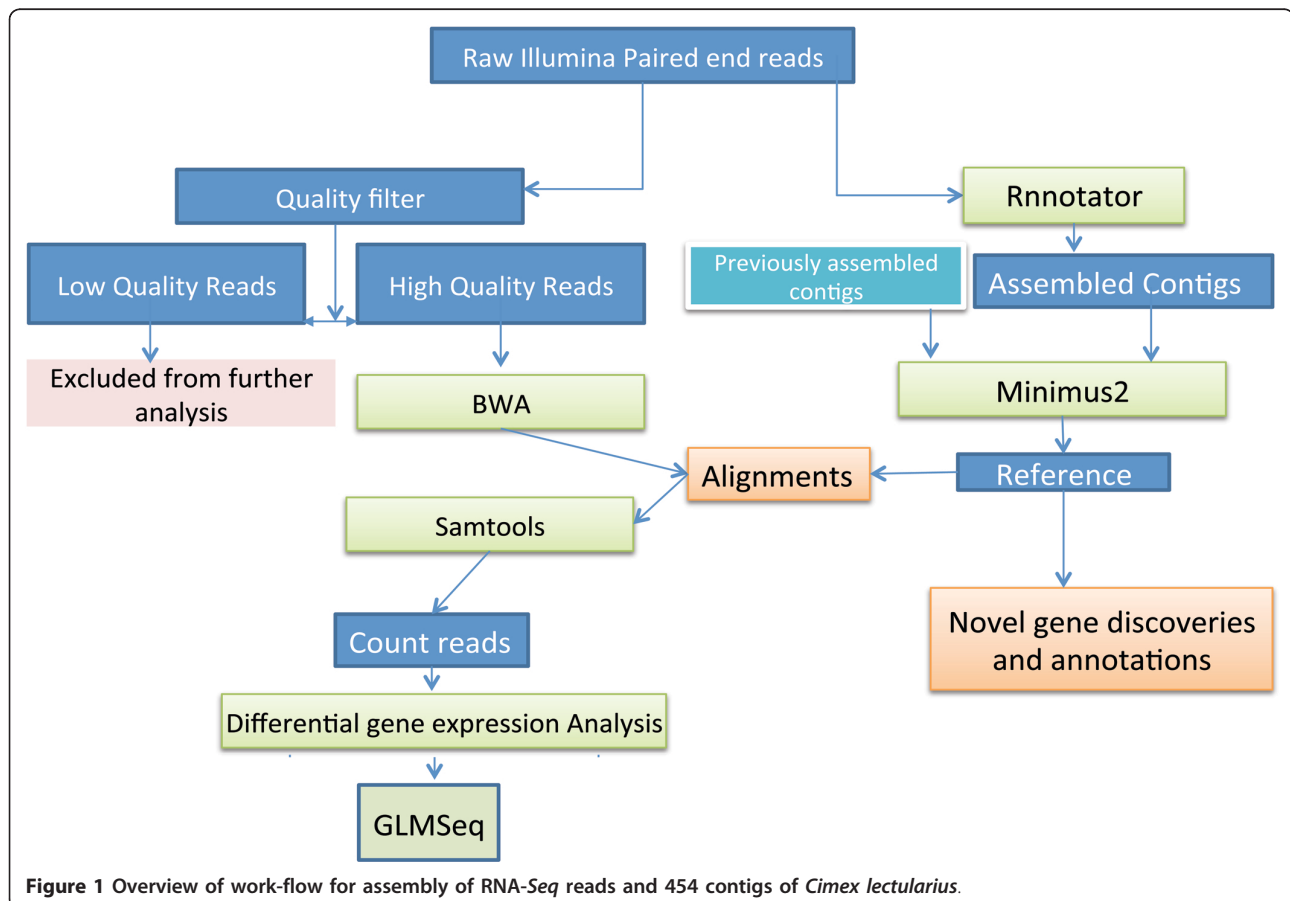 Raw Illumina Paired end reads
Quality filter
Rnnotator
Low Quality Reads
High Quality Reads
Previously assembled
contigs
Assembled Contigs
Excluded from further
analysis
BWA
Minimus2
Alignments
Reference
Samtools
Count reads
Novel gene discoveries
and annotations
Differential gene expression Analysis
GLMSeq
Figure 1 Overview of work-flow for assembly of RNA-Seq reads and 454 contigs of Cimex lectularius.